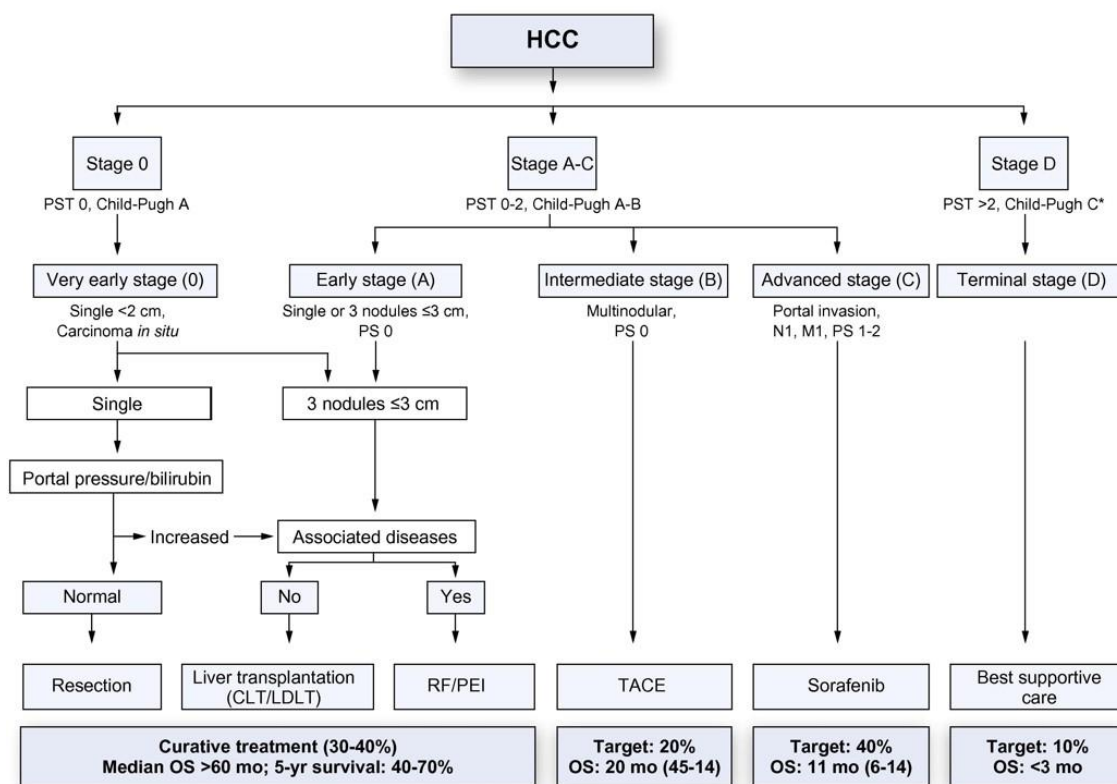 HCC
Stage 0
Stage A-C
Stage D
PST 0, Child-Pugh A
PST 0-2, Child-Pugh A-B
PST >2, Child-Pugh C*
Very early stage (0)
Early stage (A)
Intermediate stage (B)
Advanced stage (C)
Terminal stage (D)
Single <2 cm,
Carcinoma in situ
Single or 3 nodules ≤3 cm,
PS 0
Multinodular,
PS 0
Portal invasion,
N1, M1, PS 1-2
Single
3 nodules ≤3 cm
Portal pressure/bilirubin
Increased
Associated diseases
Normal
No
Yes
Resection
Liver transplantation
(CLT/LDLT)
RF/PEI
TACE
Sorafenib
Best supportive
care
Curative treatment (30-40%)
Median OS >60 mo; 5-yr survival: 40-70%
Target: 20%
OS: 20 mo (45-14)
Target: 40%
OS: 11 mo (6-14)
Target: 10%
OS: <3 mo